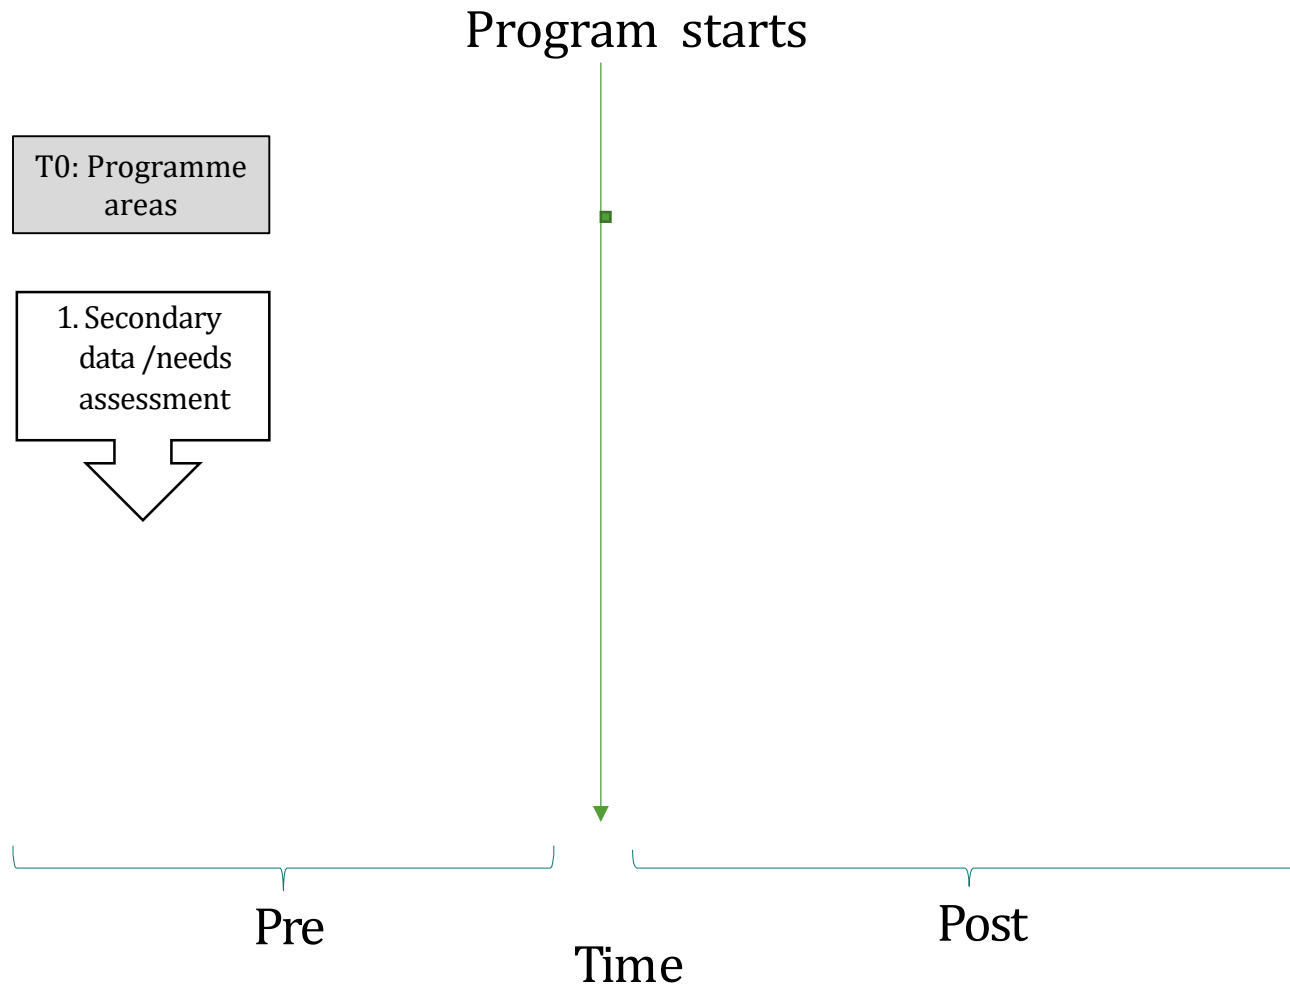 Program starts
T0: Programme
areas
1. Secondary
data /needs
assessment
Pre
Post
Time